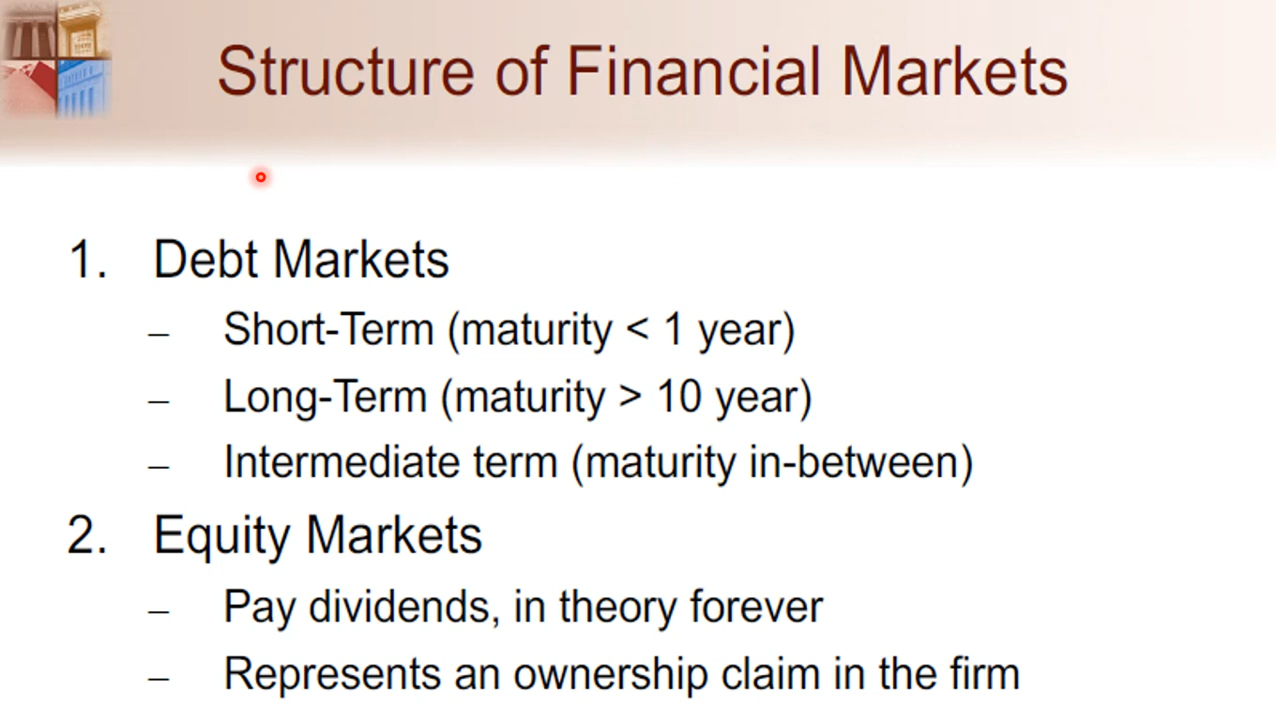 Structure of Financial Markets
1. Debt Markets
– Short-Term (maturity < 1 year)
– Long-Term (maturity > 10 year)
– Intermediate term (maturity in-between)
2. Equity Markets
– Pay dividends, in theory forever
– Represents an ownership claim in the firm